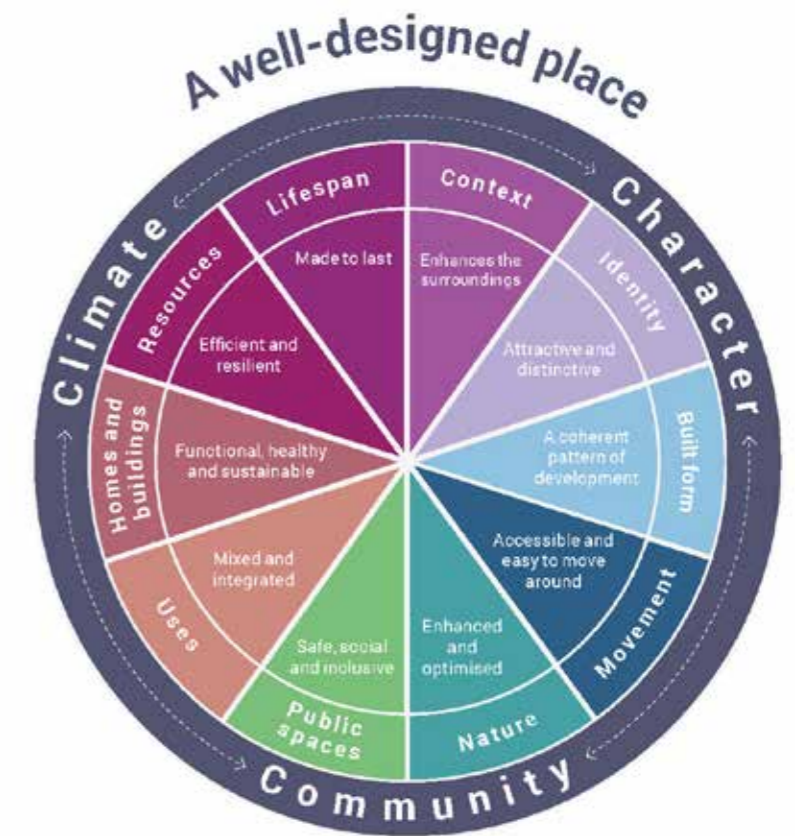 A well-designed place
Climate
Character
Community
Context
Enhances the
surroundings
Identity
Attractive and
distinctive
Built form
A coherent
pattern of
development
Movement
Accessible and
easy to move
around
Nature
Enhanced
and
optimised
Public
spaces
Safe, social
and inclusive
Uses
Mixed and
integrated
Homes and
buildings
Functional, healthy
and sustainable
Resources
Efficient and
resilient
Lifespan
Made to last